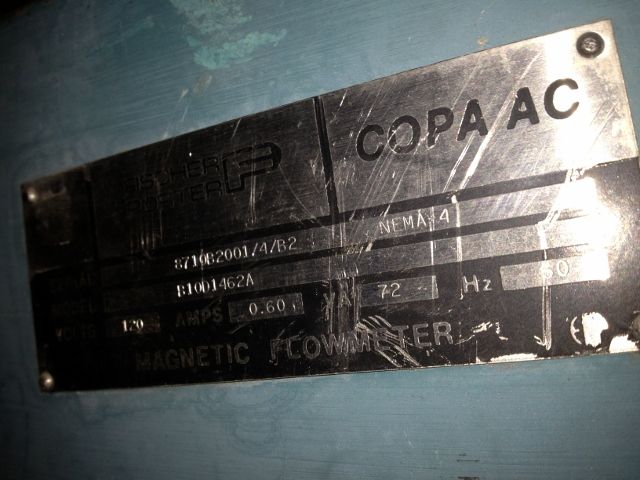 FISCHER
PORTER
COPA AC
SERIAL 8710B2001/4/B2 NEMA 4
MODEL B10D1462A
VOLTS 120 AMPS 0.60 VA 72 Hz 60
MAGNETIC FLOWMETER